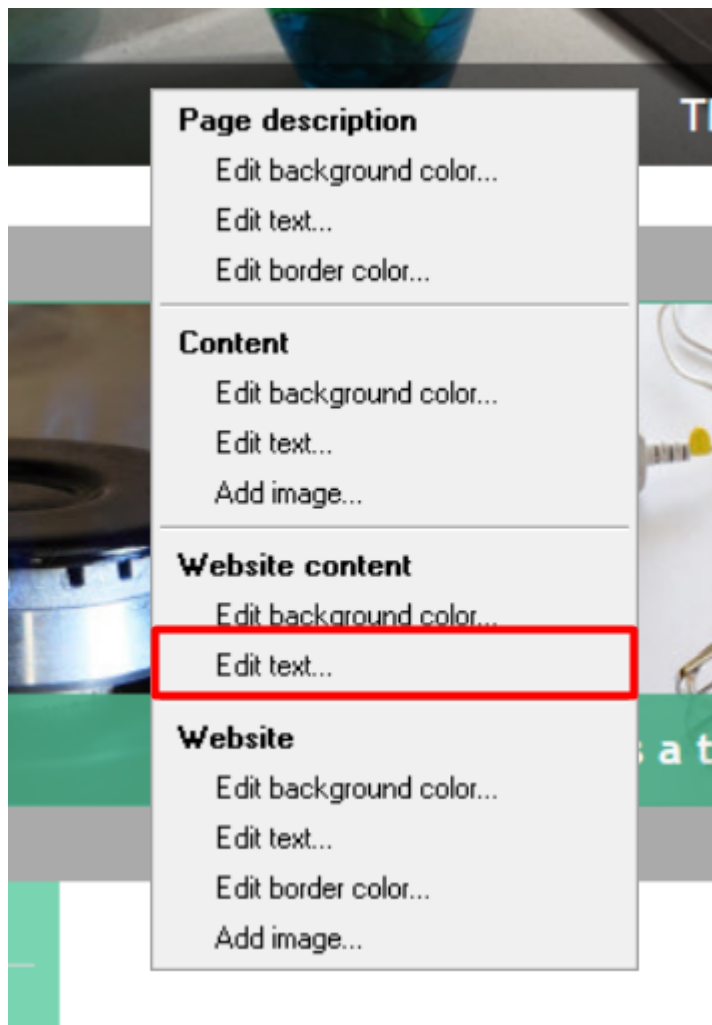 Page description
Edit background color...
Edit text...
Edit border color...
Content
Edit background color...
Edit text...
Add image...
Website content
Edit background color...
Edit text...
Website
Edit background color...
Edit text...
Edit border color...
Add image...
a t